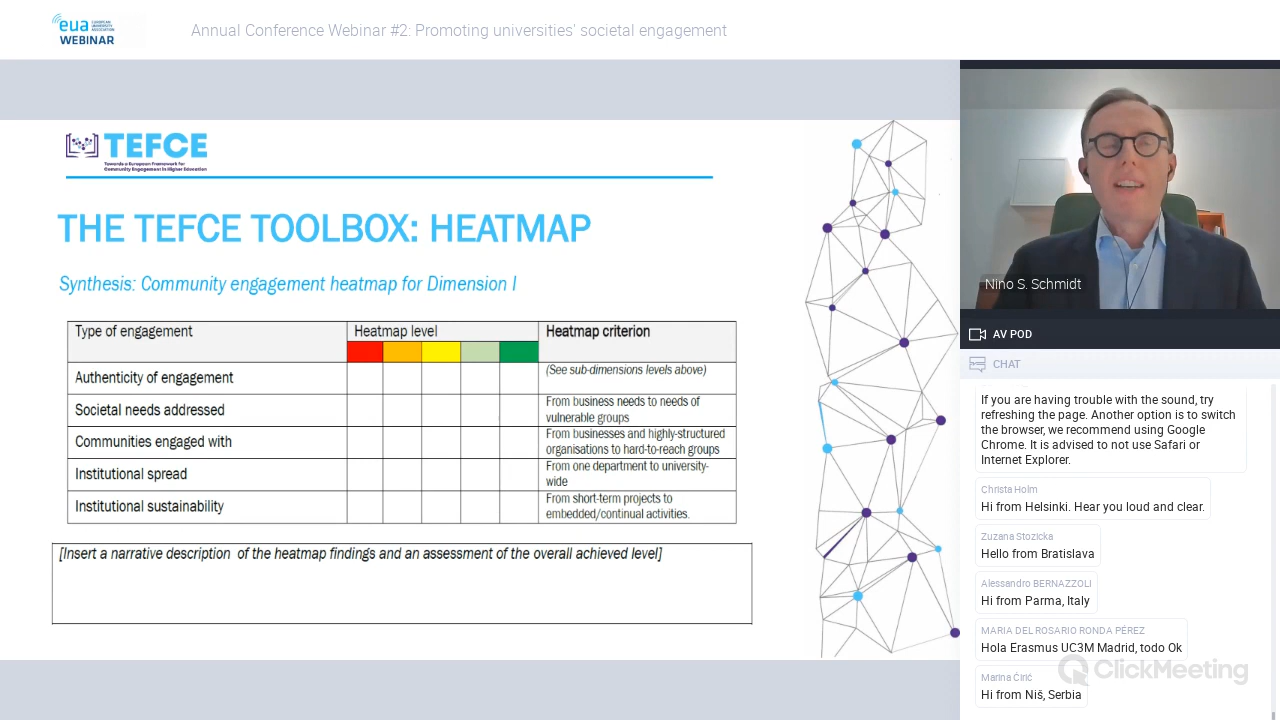 eua EUROPEAN UNIVERSITY ASSOCIATION
WEBINAR
Annual Conference Webinar #2: Promoting universities' societal engagement
TEFCE
Towards a European Framework for
Community Engagement in Higher Education
THE TEFCE TOOLBOX: HEATMAP
Synthesis: Community engagement heatmap for Dimension I
Type of engagement
Heatmap level
Heatmap criterion
Authenticity of engagement
(See sub-dimensions levels above)
Societal needs addressed
From business needs to needs of
vulnerable groups
Communities engaged with
From businesses and highly-structured
organisations to hard-to-reach groups
Institutional spread
From one department to university-
wide
Institutional sustainability
From short-term projects to
embedded/continual activities.
[Insert a narrative description of the heatmap findings and an assessment of the overall achieved level]
Nino S. Schmidt
AV POD
CHAT
If you are having trouble with the sound, try
refreshing the page. Another option is to switch
the browser, we recommend using Google
Chrome. It is advised to not use Safari or
Internet Explorer.
Christa Holm
Hi from Helsinki. Hear you loud and clear.
Zuzana Stozicka
Hello from Bratislava
Alessandro BERNAZZOLI
Hi from Parma, Italy
MARIA DEL ROSARIO RONDA PÉREZ
Hola Erasmus UC3M Madrid, todo Ok
Marina Ćirić
Hi from Niš, Serbia
ClickMeeting